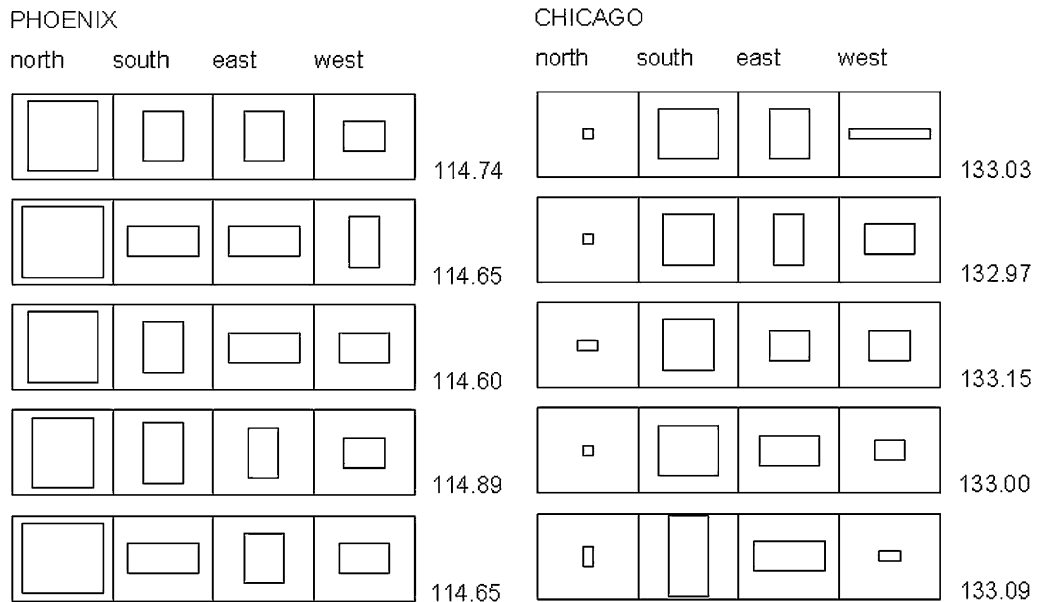 PHOENIX
north south east west
114.74
114.65
114.60
114.89
114.65
CHICAGO
north south east west
133.03
132.97
133.15
133.00
133.09